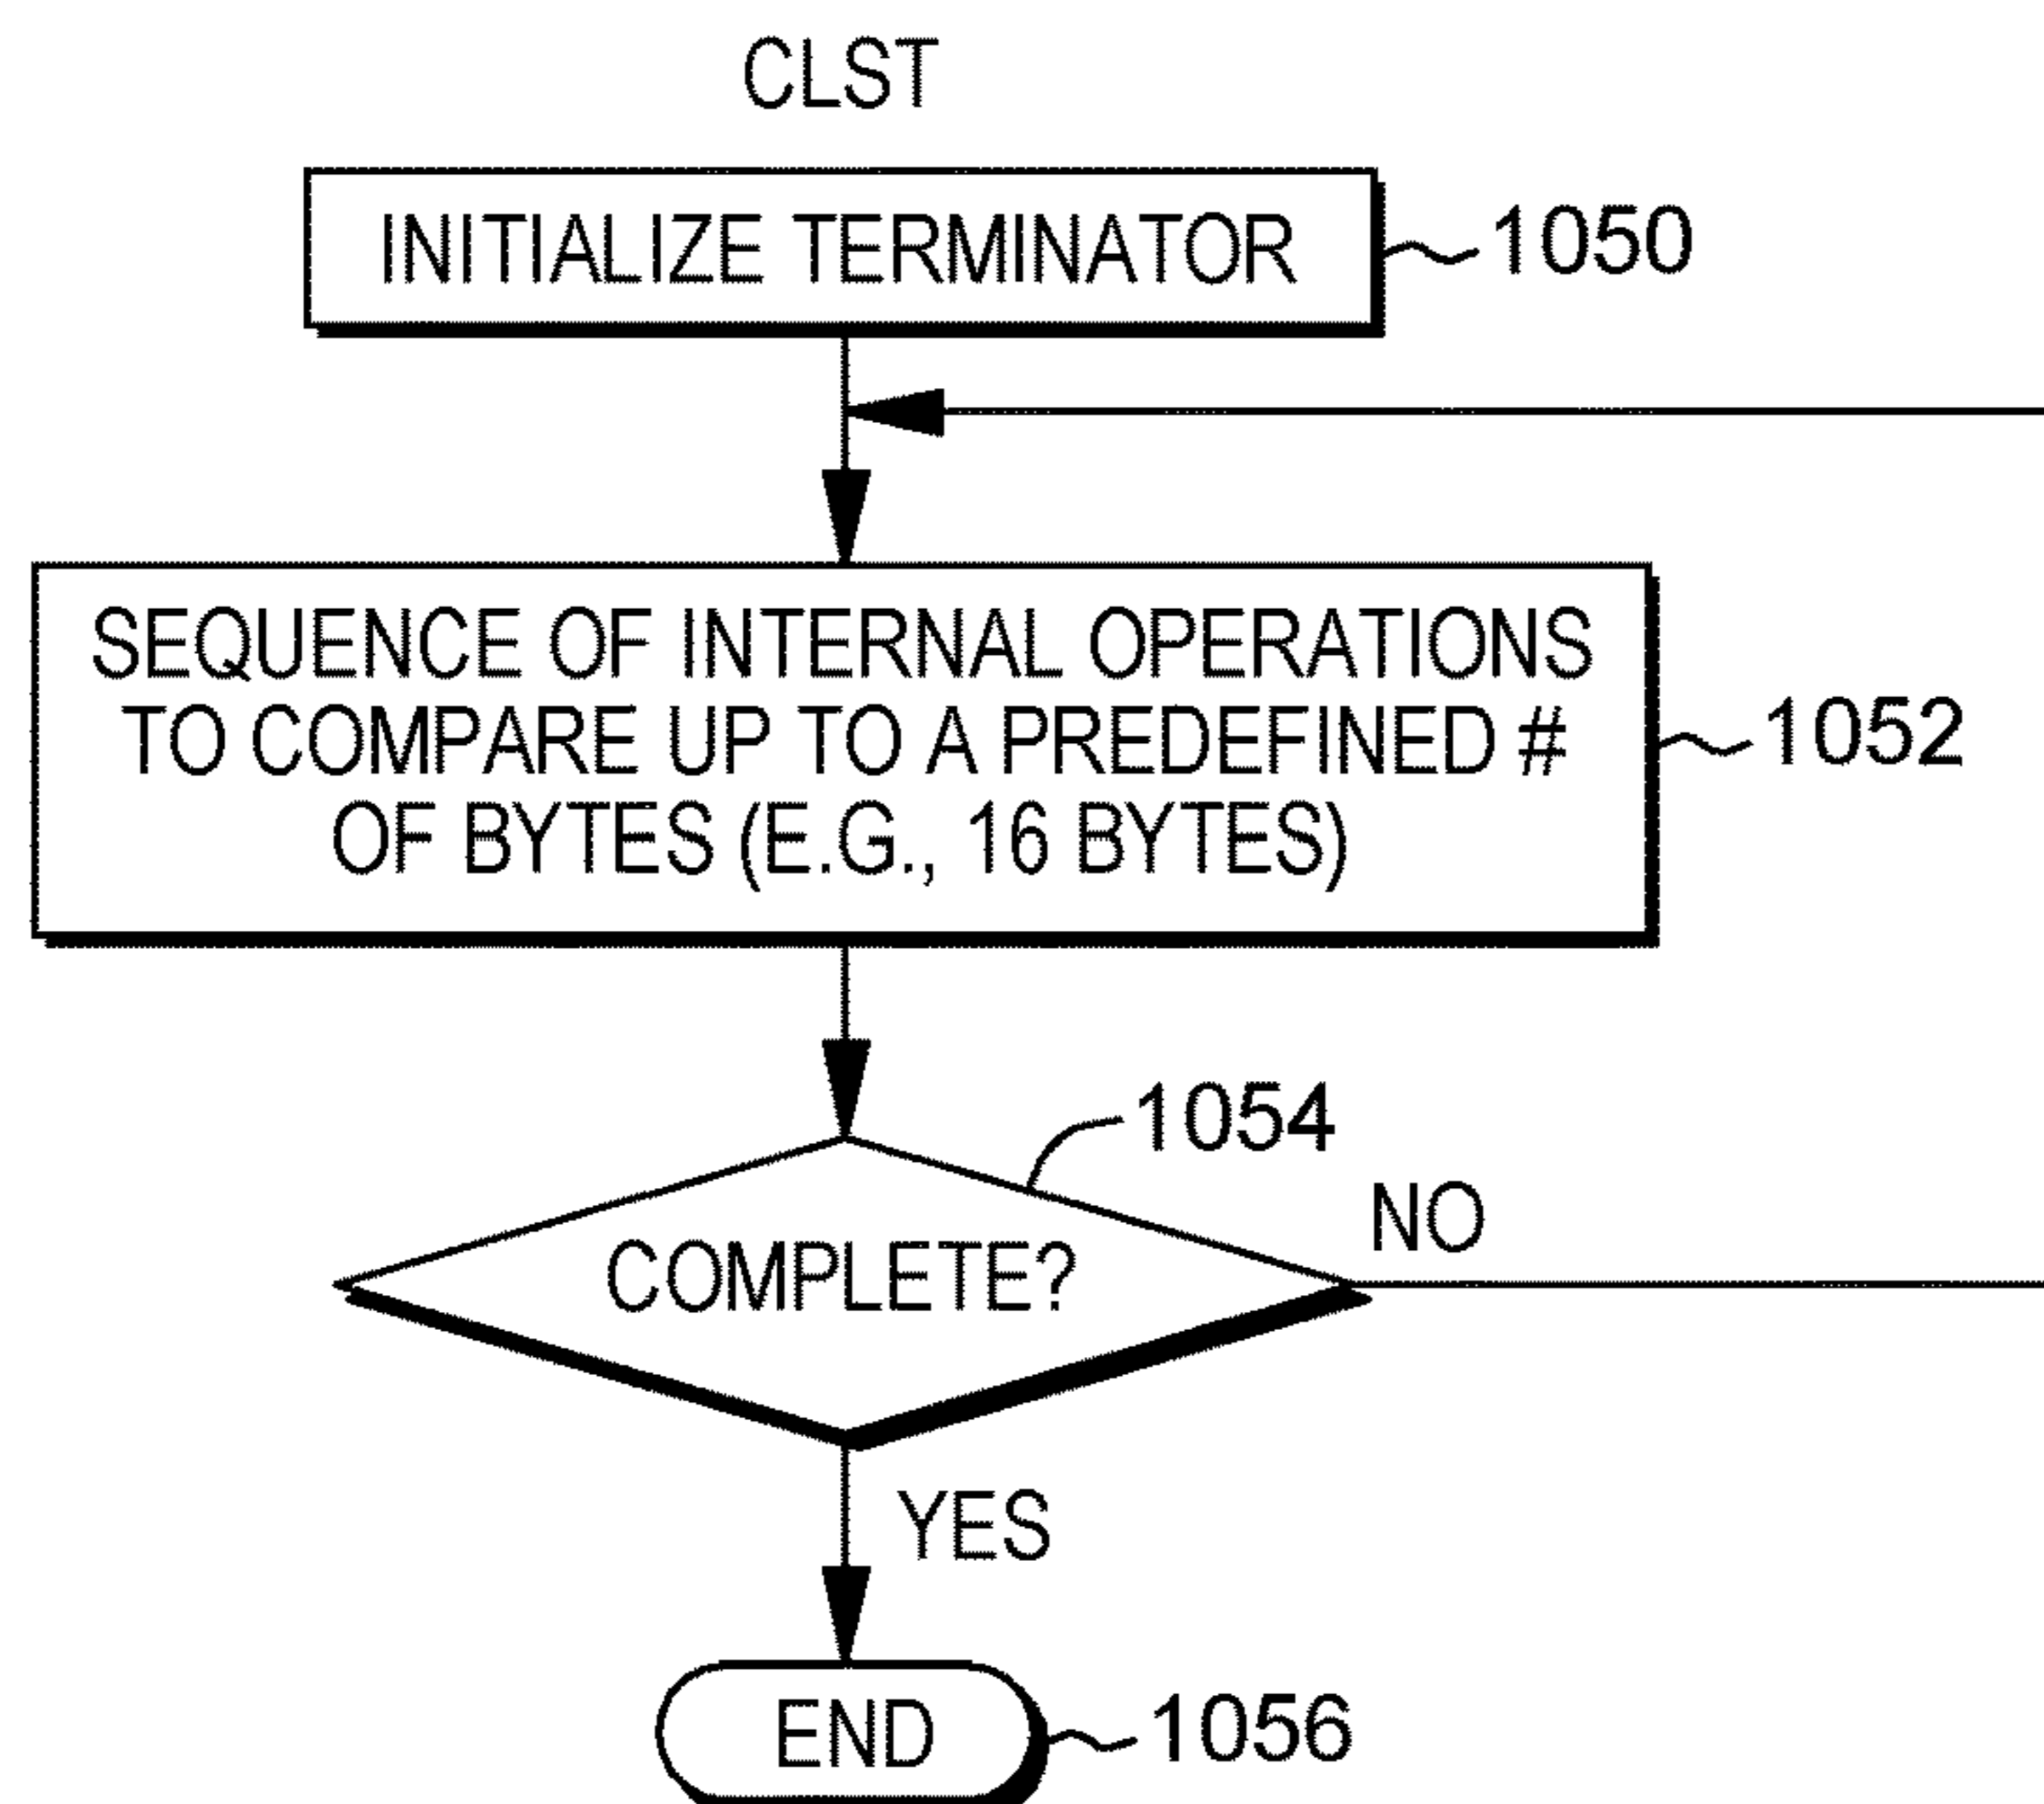 CLST
INITIALIZE TERMINATOR
1050
SEQUENCE OF INTERNAL OPERATIONS
TO COMPARE UP TO A PREDEFINED #
OF BYTES (E.G., 16 BYTES)
1052
1054
COMPLETE?
NO
YES
END
1056